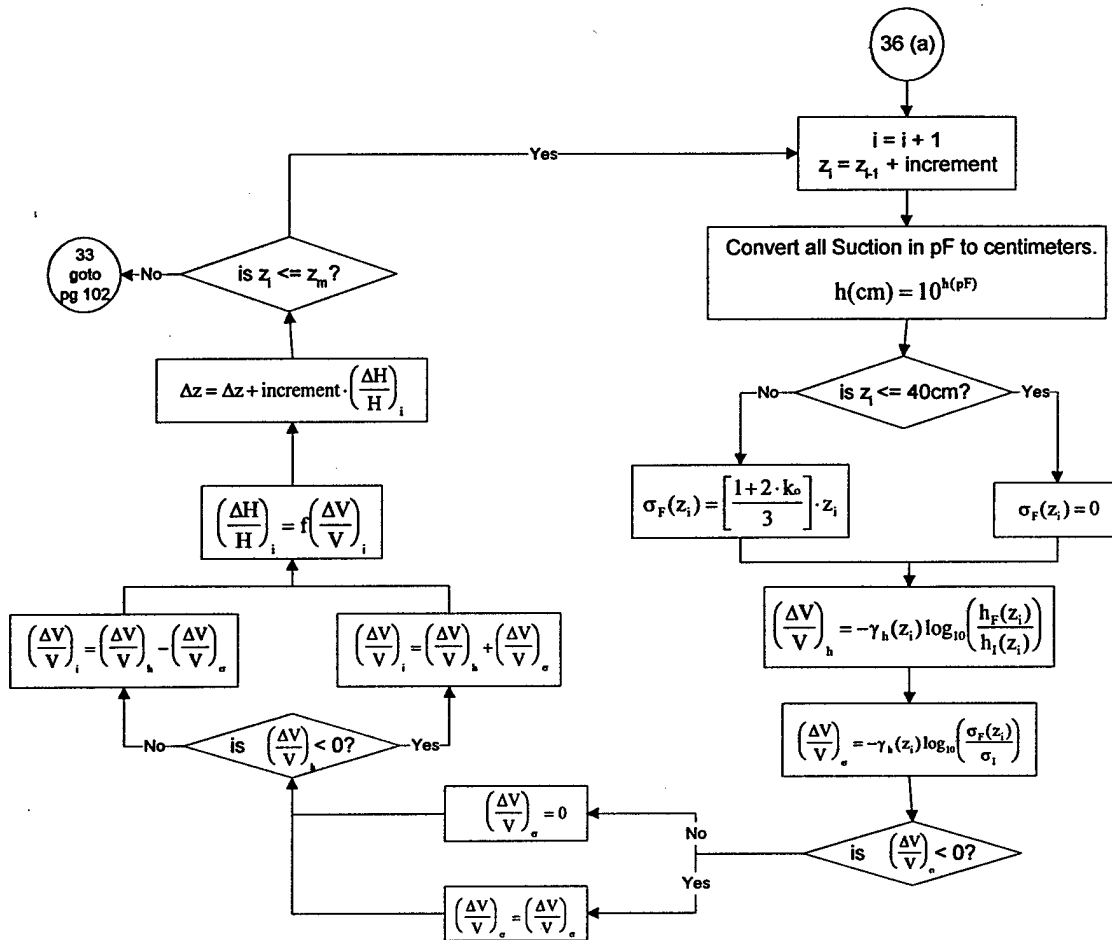 36 (a)
i = i + 1
z_i = z_{i-1} + increment
Yes
Convert all Suction in pF to centimeters.
h(cm) = 10^{h(pF)}
33
goto
pg 102
No
is z_i <= z_m?
Δz = Δz + increment · (ΔH/H)_i
is z_i <= 40cm?
No
Yes
σ_F(z_i) = [(1+2·k_o)/3] · z_i
σ_F(z_i) = 0
(ΔH/H)_i = f(ΔV/V)_i
(ΔV/V)_h = -γ_h(z_i) log_10(h_F(z_i)/h_I(z_i))
(ΔV/V)_i = (ΔV/V)_h - (ΔV/V)_σ
(ΔV/V)_i = (ΔV/V)_h + (ΔV/V)_σ
(ΔV/V)_σ = -γ_h(z_i) log_10(σ_F(z_i)/σ_I)
No
is (ΔV/V)_h < 0?
Yes
(ΔV/V)_σ = 0
No
is (ΔV/V)_σ < 0?
Yes
(ΔV/V)_σ = (ΔV/V)_σ